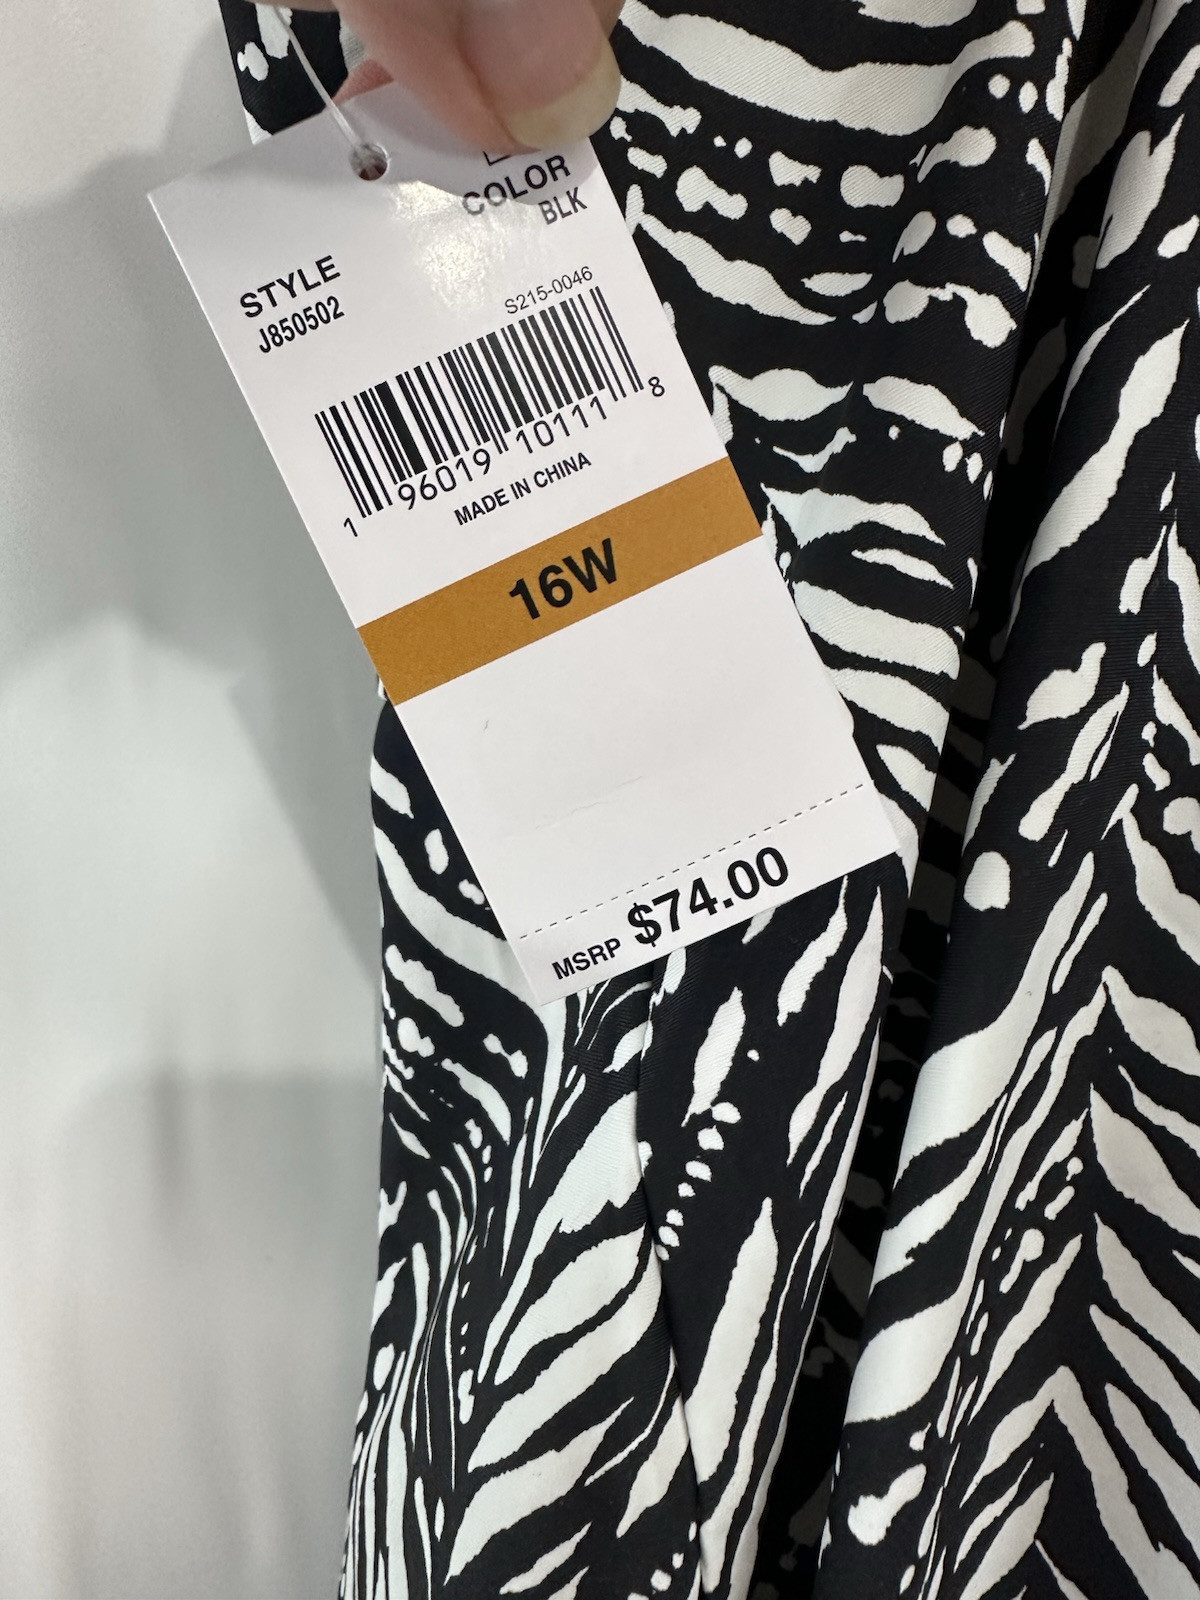 COLOR
BLK
STYLE
J850502
S215-0046
1 96019 10111 8
MADE IN CHINA
16W
MSRP $74.00